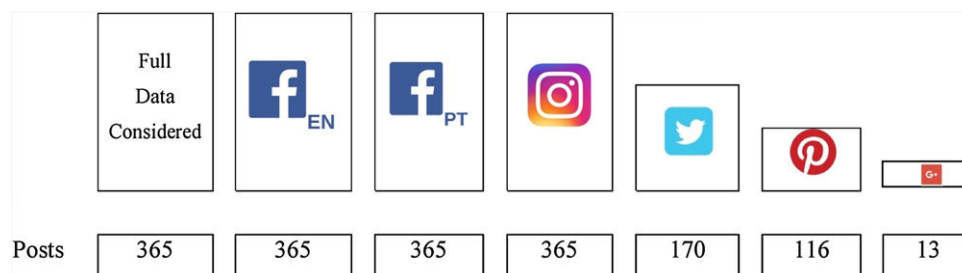 Full
Data
Considered
f EN
f PT
G+
Posts 365 365 365 365 170 116 13